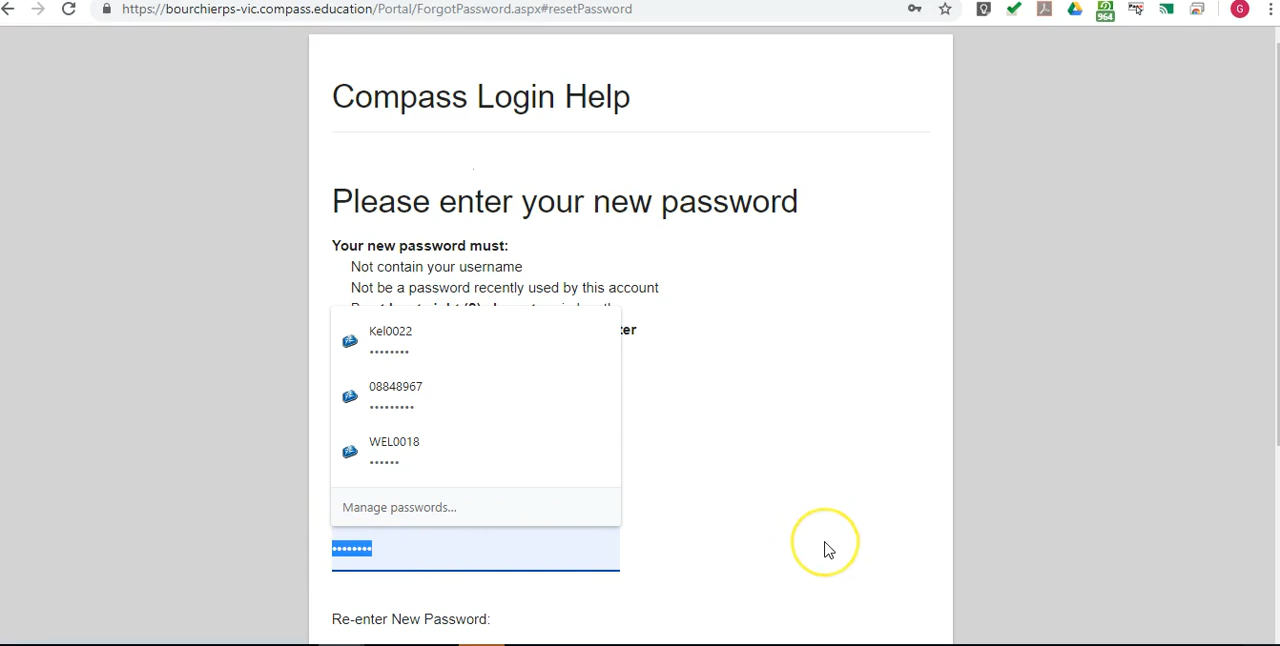 https://bourchierps-vic.compass.education/Portal/ForgotPassword.aspx#resetPassword
964
G
Compass Login Help
Please enter your new password
Your new password must:
Not contain your username
Not be a password recently used by this account
Kel0022
••••••••
08848967
•••••••••
WEL0018
••••••
Manage passwords...
••••••••
Re-enter New Password: